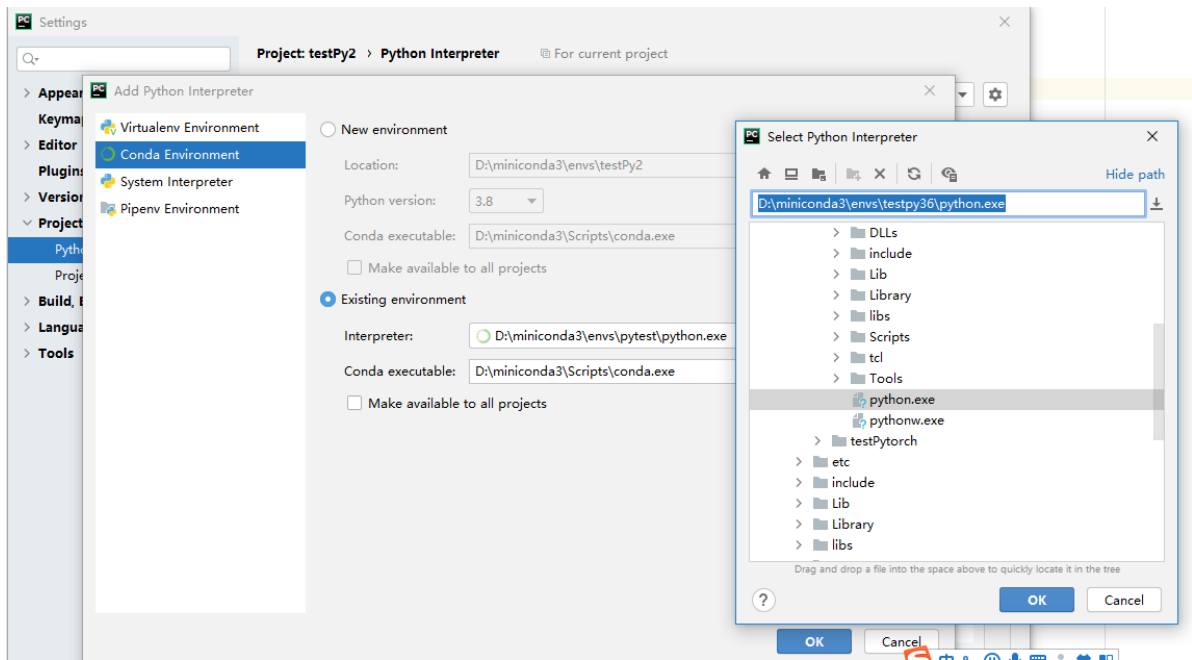 Settings
Project: testPy2 › Python Interpreter
For current project
Appear
Keymap
Editor
Plugins
Version
Project
Pyth
Proje
Build, E
Langua
Tools
Add Python Interpreter
Virtualenv Environment
Conda Environment
System Interpreter
Pipenv Environment
New environment
Location: D:\miniconda3\envs\testPy2
Python version: 3.8
Conda executable: D:\miniconda3\Scripts\conda.exe
Make available to all projects
Existing environment
Interpreter: D:\miniconda3\envs\pytest\python.exe
Conda executable: D:\miniconda3\Scripts\conda.exe
Make available to all projects
OK Cancel
Select Python Interpreter
Hide path
D:\miniconda3\envs\testpy36\python.exe
DLLs
include
Lib
Library
libs
Scripts
tcl
Tools
python.exe
pythonw.exe
testPytorch
etc
include
Lib
Library
libs
Drag and drop a file into the space above to quickly locate it in the tree
? OK Cancel